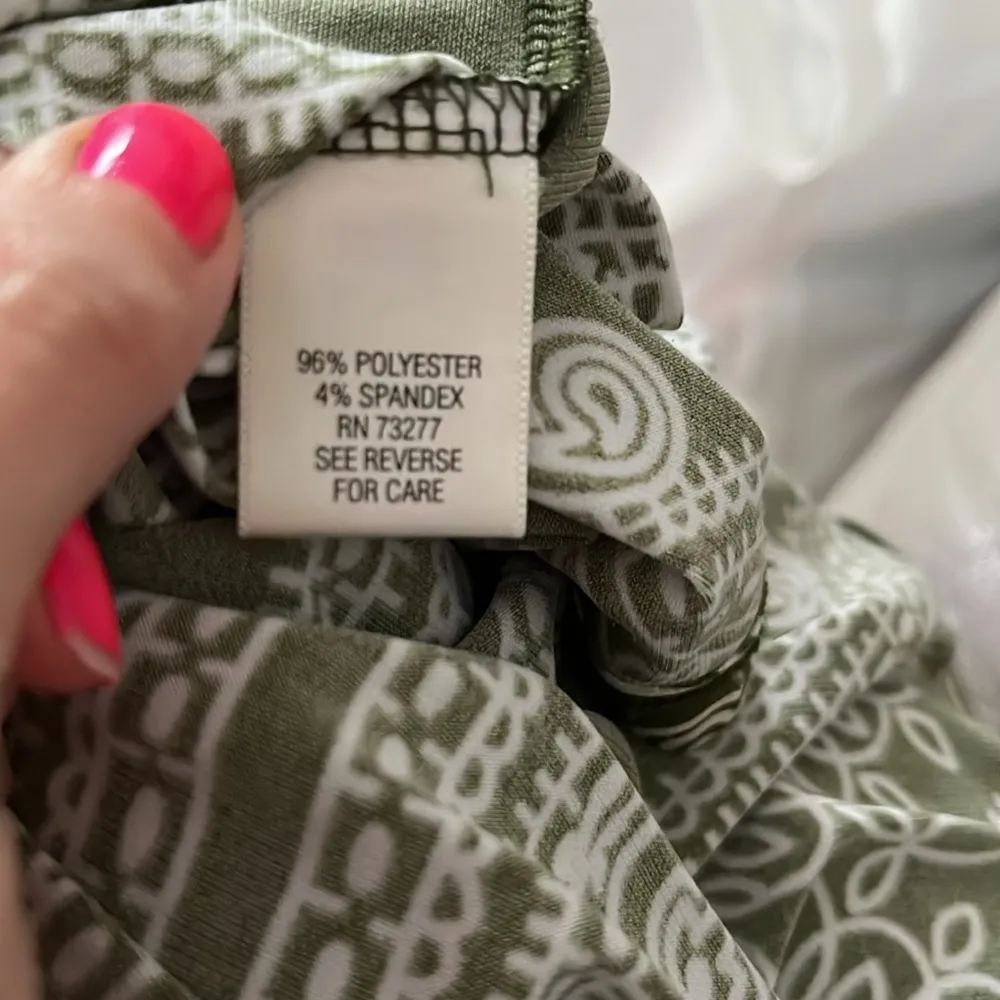 96% POLYESTER
4% SPANDEX
RN 73277
SEE REVERSE
FOR CARE